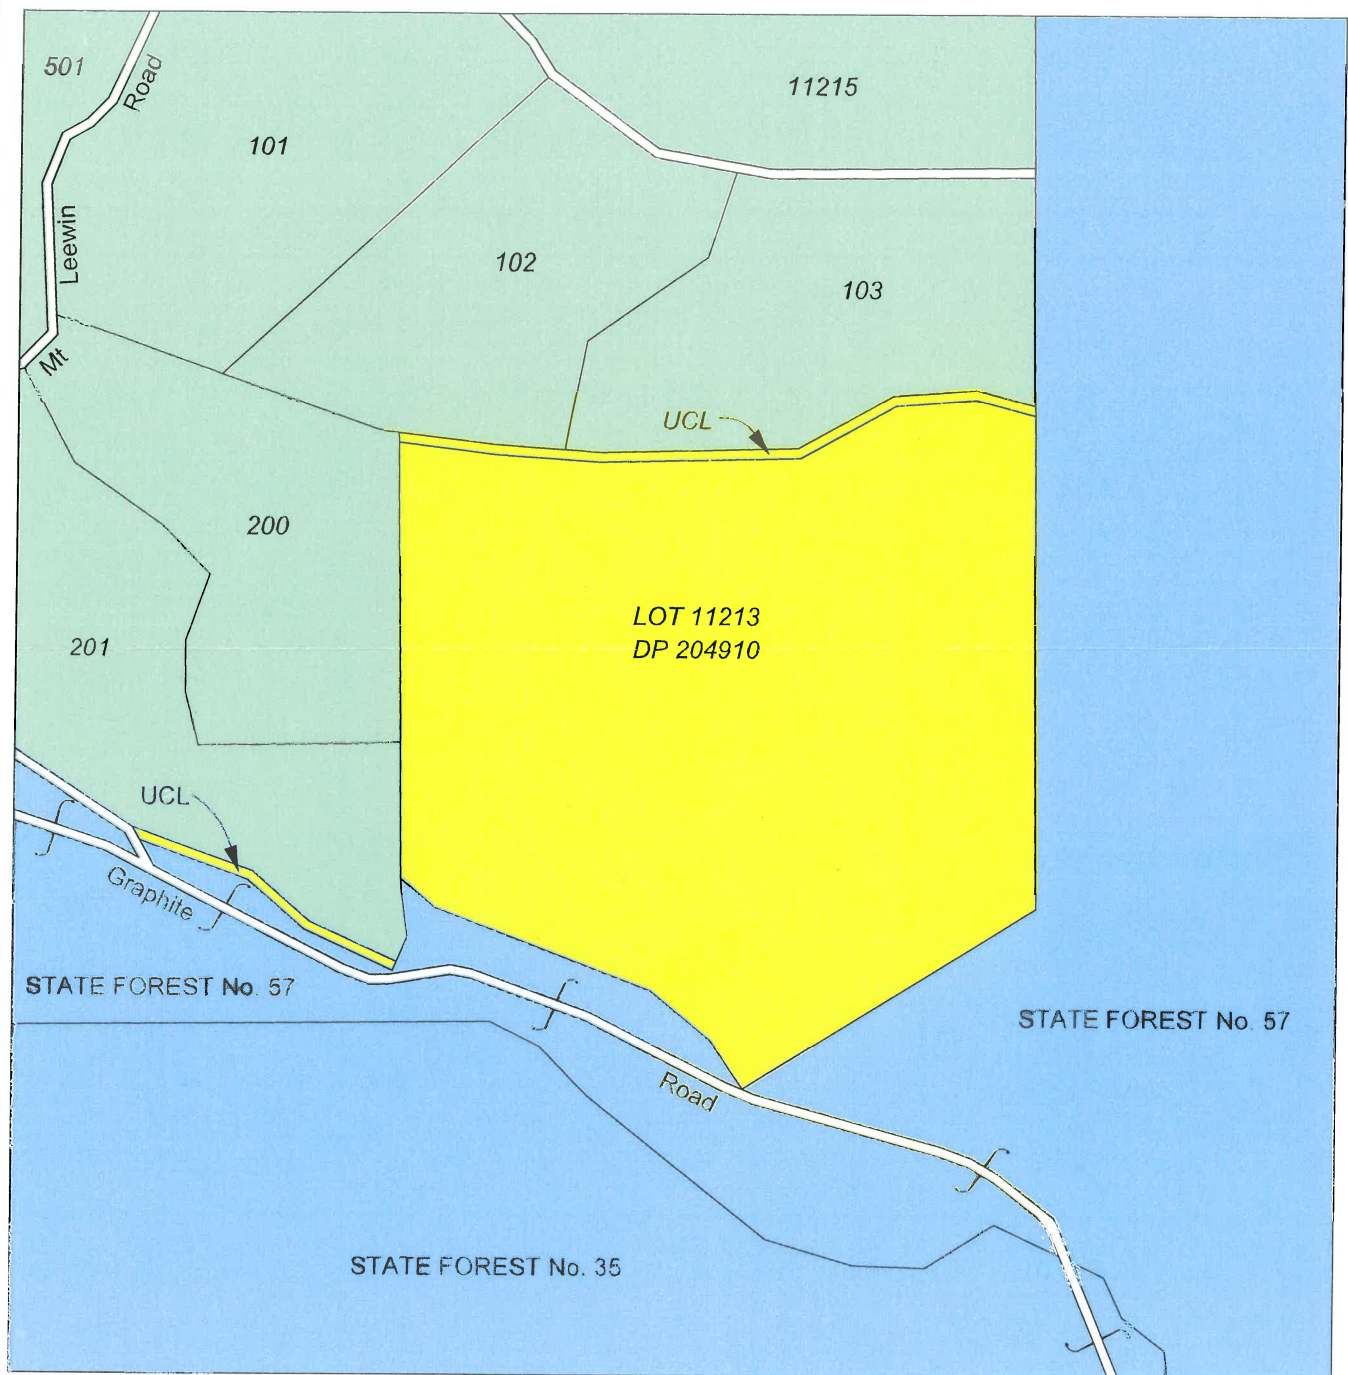 501
Road
11215
101
Leewin
102
103
Mt
UCL
200
LOT 11213
DP 204910
201
UCL
Graphite
STATE FOREST No. 57
STATE FOREST No. 57
Road
STATE FOREST No. 35